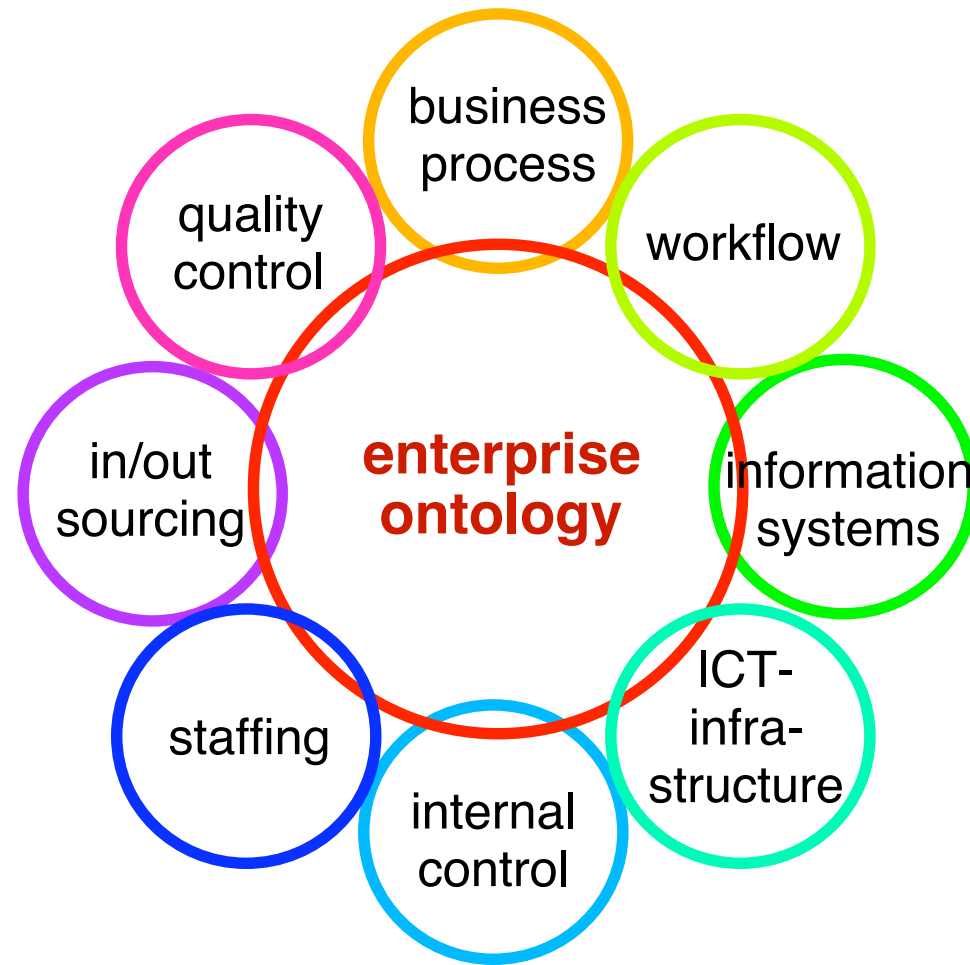 business
process
quality
control
workflow
enterprise
ontology
in/out
sourcing
information
systems
ICT-
infra-
structure
staffing
internal
control